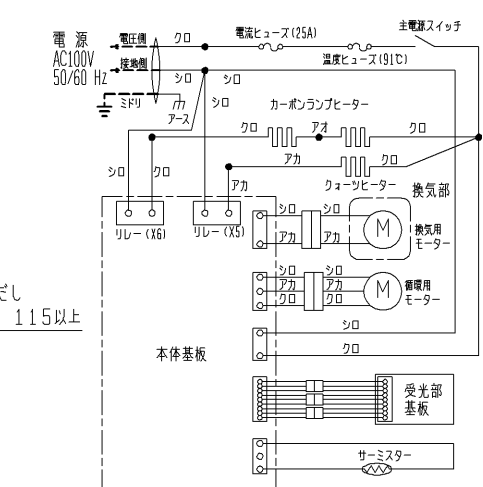 主電源スイッチ
電源
AC100V
50/60 Hz
電圧側
クロ
電流ヒューズ(25A)
接地側
シロ
シロ
温度ヒューズ(91℃)
ミドリ
アース
シロ
カーボンランプヒーター
クロ
アオ
クロ
シロ
クロ
アカ
クロ
クォーツヒーター
アカ
換気部
リレー(X6)
リレー(X5)
シロ
シロ
アカ
アカ
M
換気用
モーター
シロ
シロ
アカ
アカ
クロ
クロ
M
循環用
モーター
だし
115以上
シロ
クロ
本体基板
受光部
基板
サーミスター